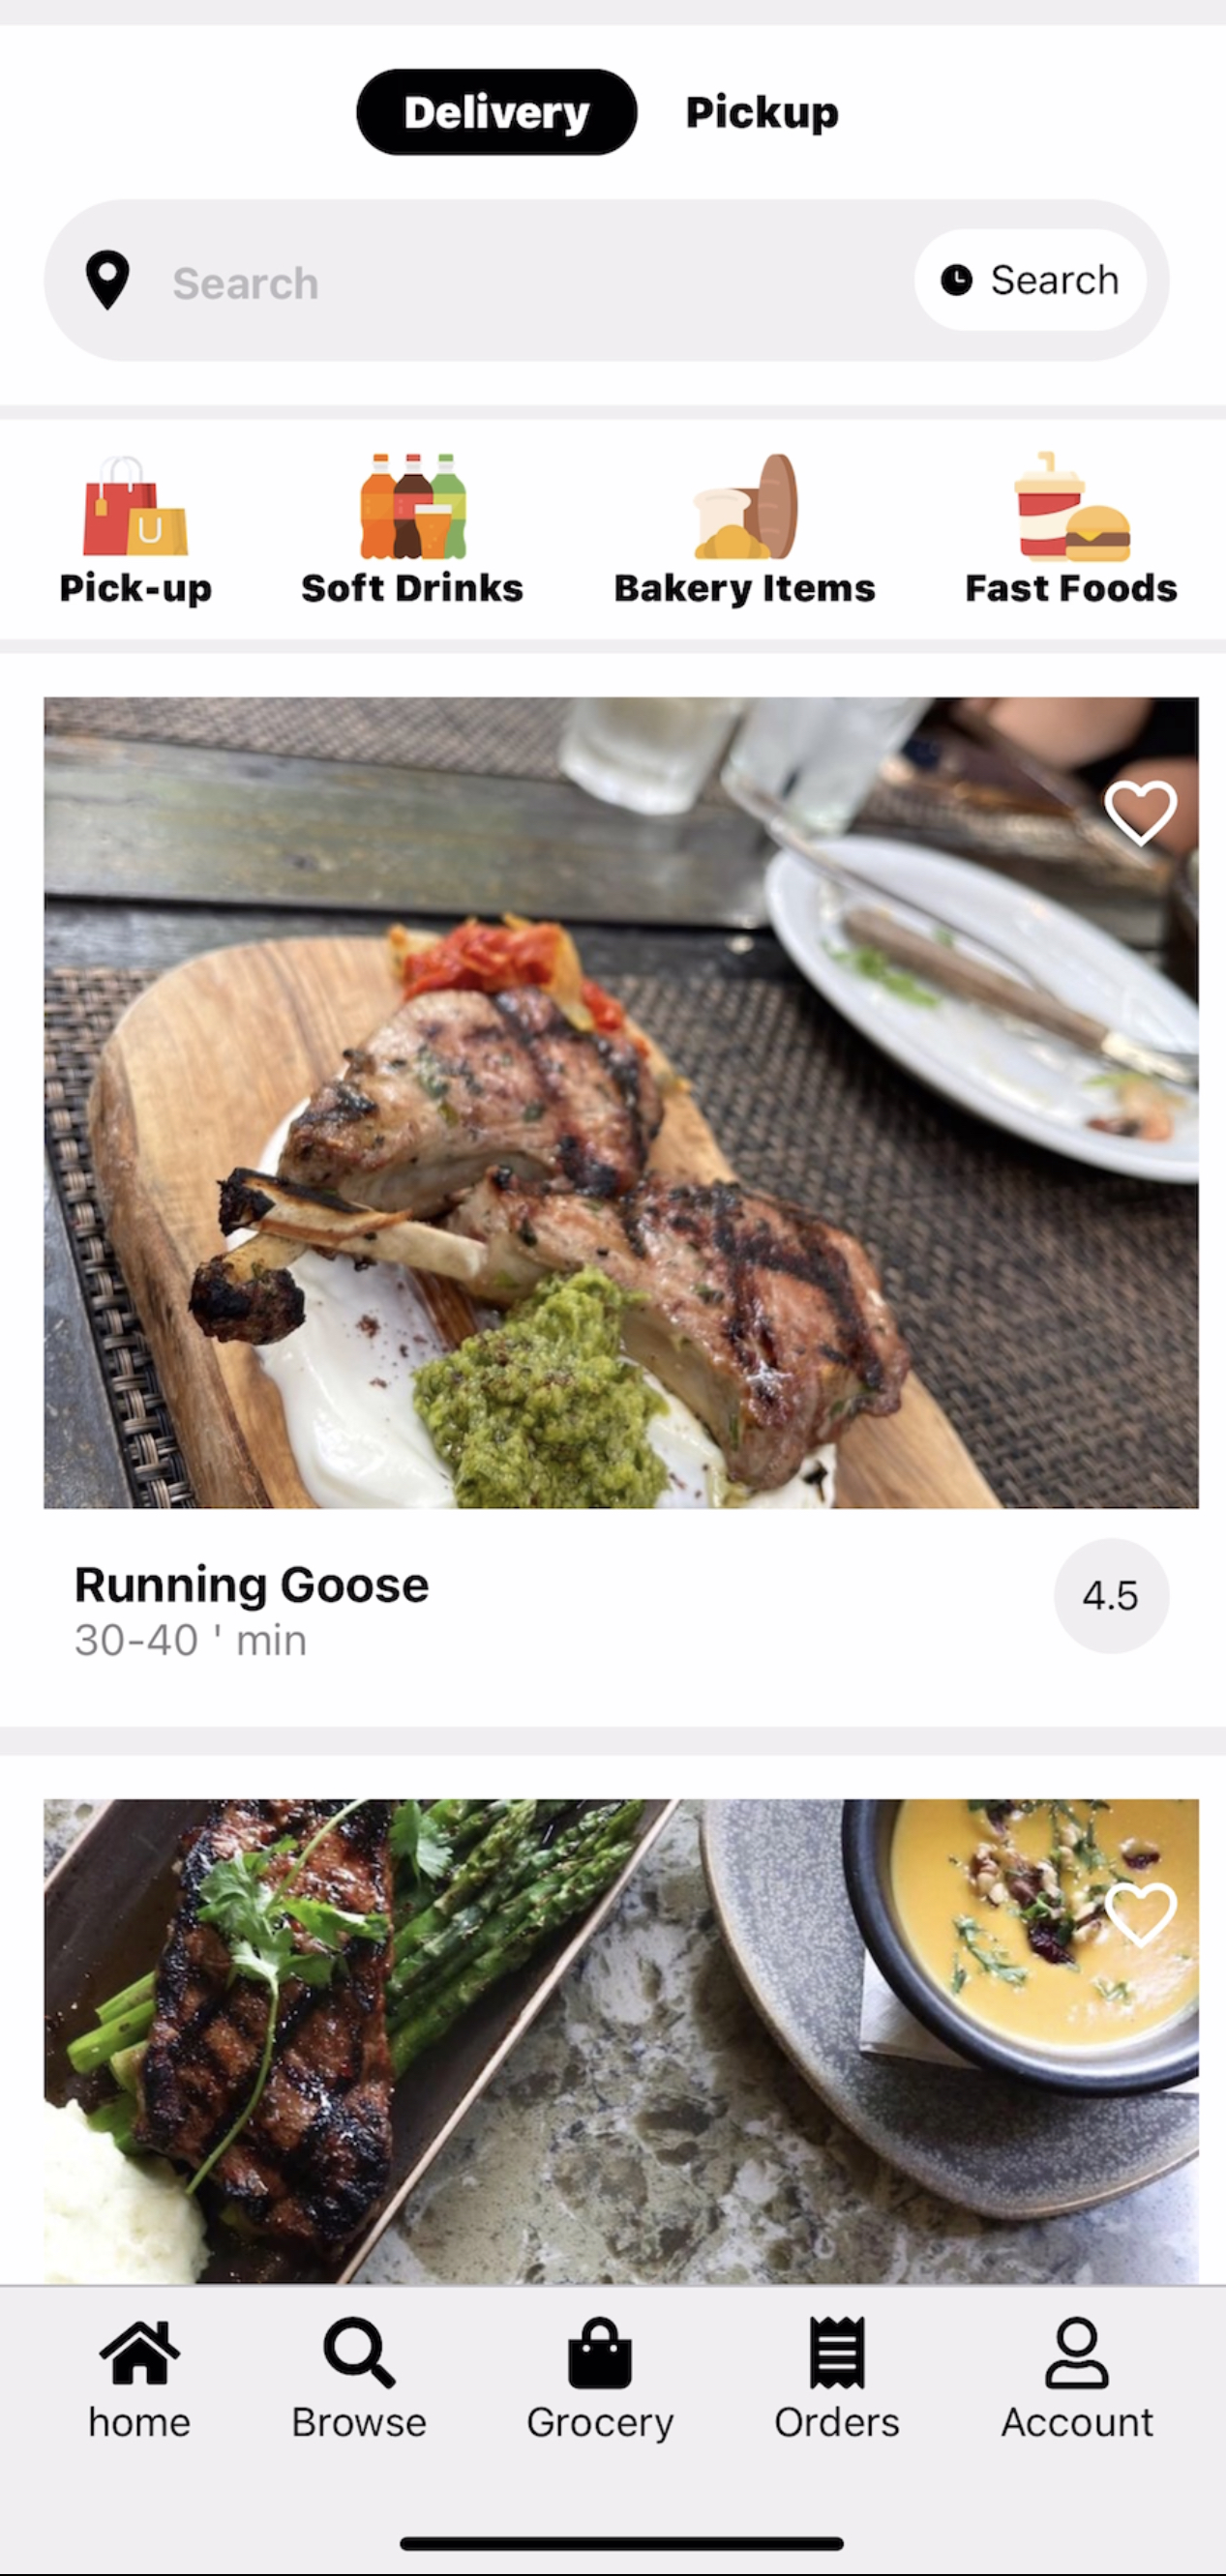 Delivery Pickup
Search Search
Pick-up Soft Drinks Bakery Items Fast Foods
Running Goose
4.5
30-40 ' min
home Browse Grocery Orders Account